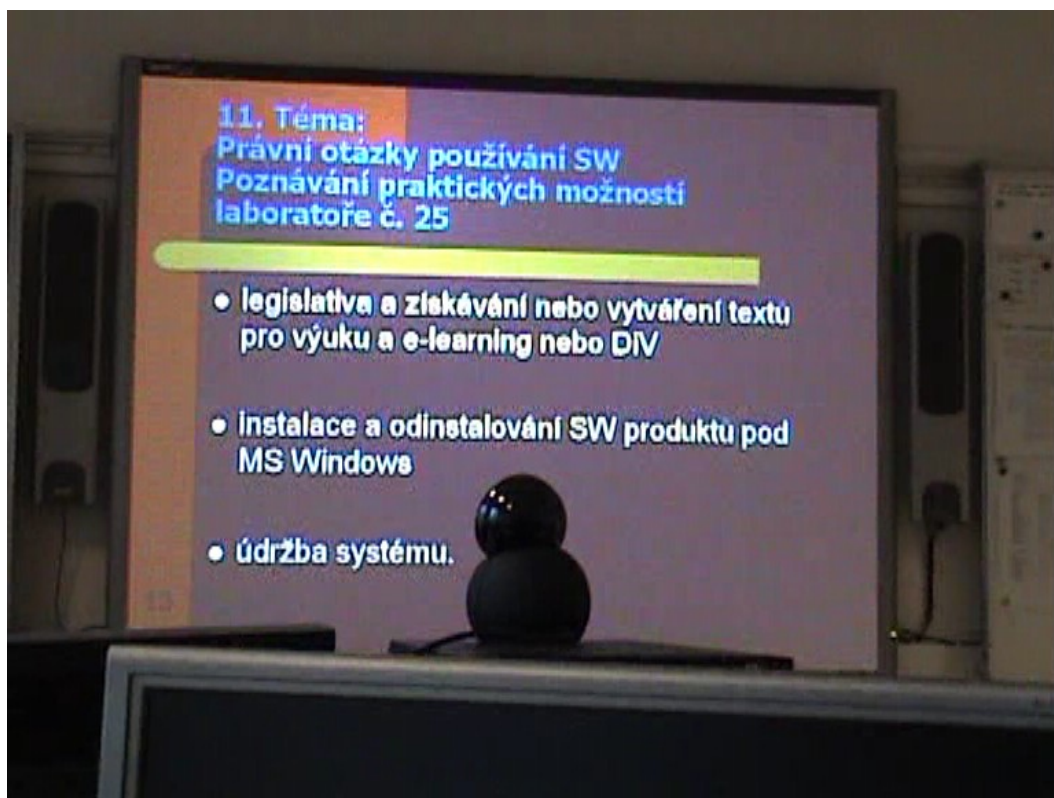 11. Téma:
Právní otázky používání SW
Poznávání praktických možností
laboratoře č. 25
• legislativa a získávání nebo vytváření textu
pro výuku a e-learning nebo DiV
• instalace a odinstalování SW produktu pod
MS Windows
• údržba systému.